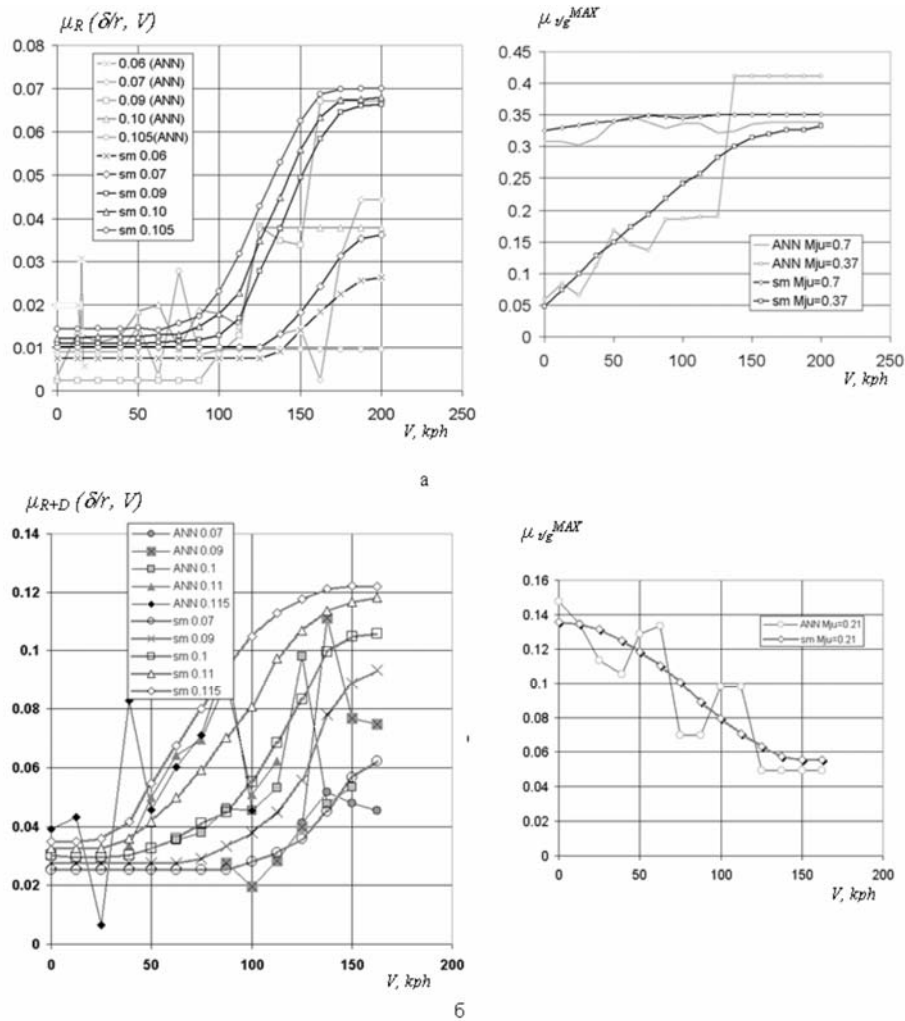 μR (δ/r, V)
0.08
0.07
0.06
0.05
0.04
0.03
0.02
0.01
0
0.06 (ANN)
0.07 (ANN)
0.09 (ANN)
0.10 (ANN)
0.105(ANN)
sm 0.06
sm 0.07
sm 0.09
sm 0.10
sm 0.105
0 50 100 150 200 250
V, kph
μ t/g MAX
0.45
0.4
0.35
0.3
0.25
0.2
0.15
0.1
0.05
0
ANN Mju=0.7
ANN Mju=0.37
sm Mju=0.7
sm Mju=0.37
0 50 100 150 200
V, kph
а
μR+D (δ/r, V)
0.14
0.12
0.1
0.08
0.06
0.04
0.02
0
ANN 0.07
ANN 0.09
ANN 0.1
ANN 0.11
ANN 0.115
sm 0.07
sm 0.09
sm 0.1
sm 0.11
sm 0.115
0 50 100 150 200
V, kph
μ t/g MAX
0.16
0.14
0.12
0.1
0.08
0.06
0.04
0.02
0
ANN Mju=0.21
sm Mju=0.21
0 50 100 150 200
V, kph
б